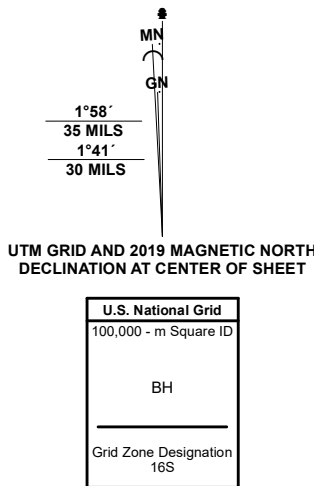 MN
GN
1°58´
35 MILS
1°41´
30 MILS
UTM GRID AND 2019 MAGNETIC NORTH
DECLINATION AT CENTER OF SHEET
U.S. National Grid
100,000 - m Square ID
BH
Grid Zone Designation
16S